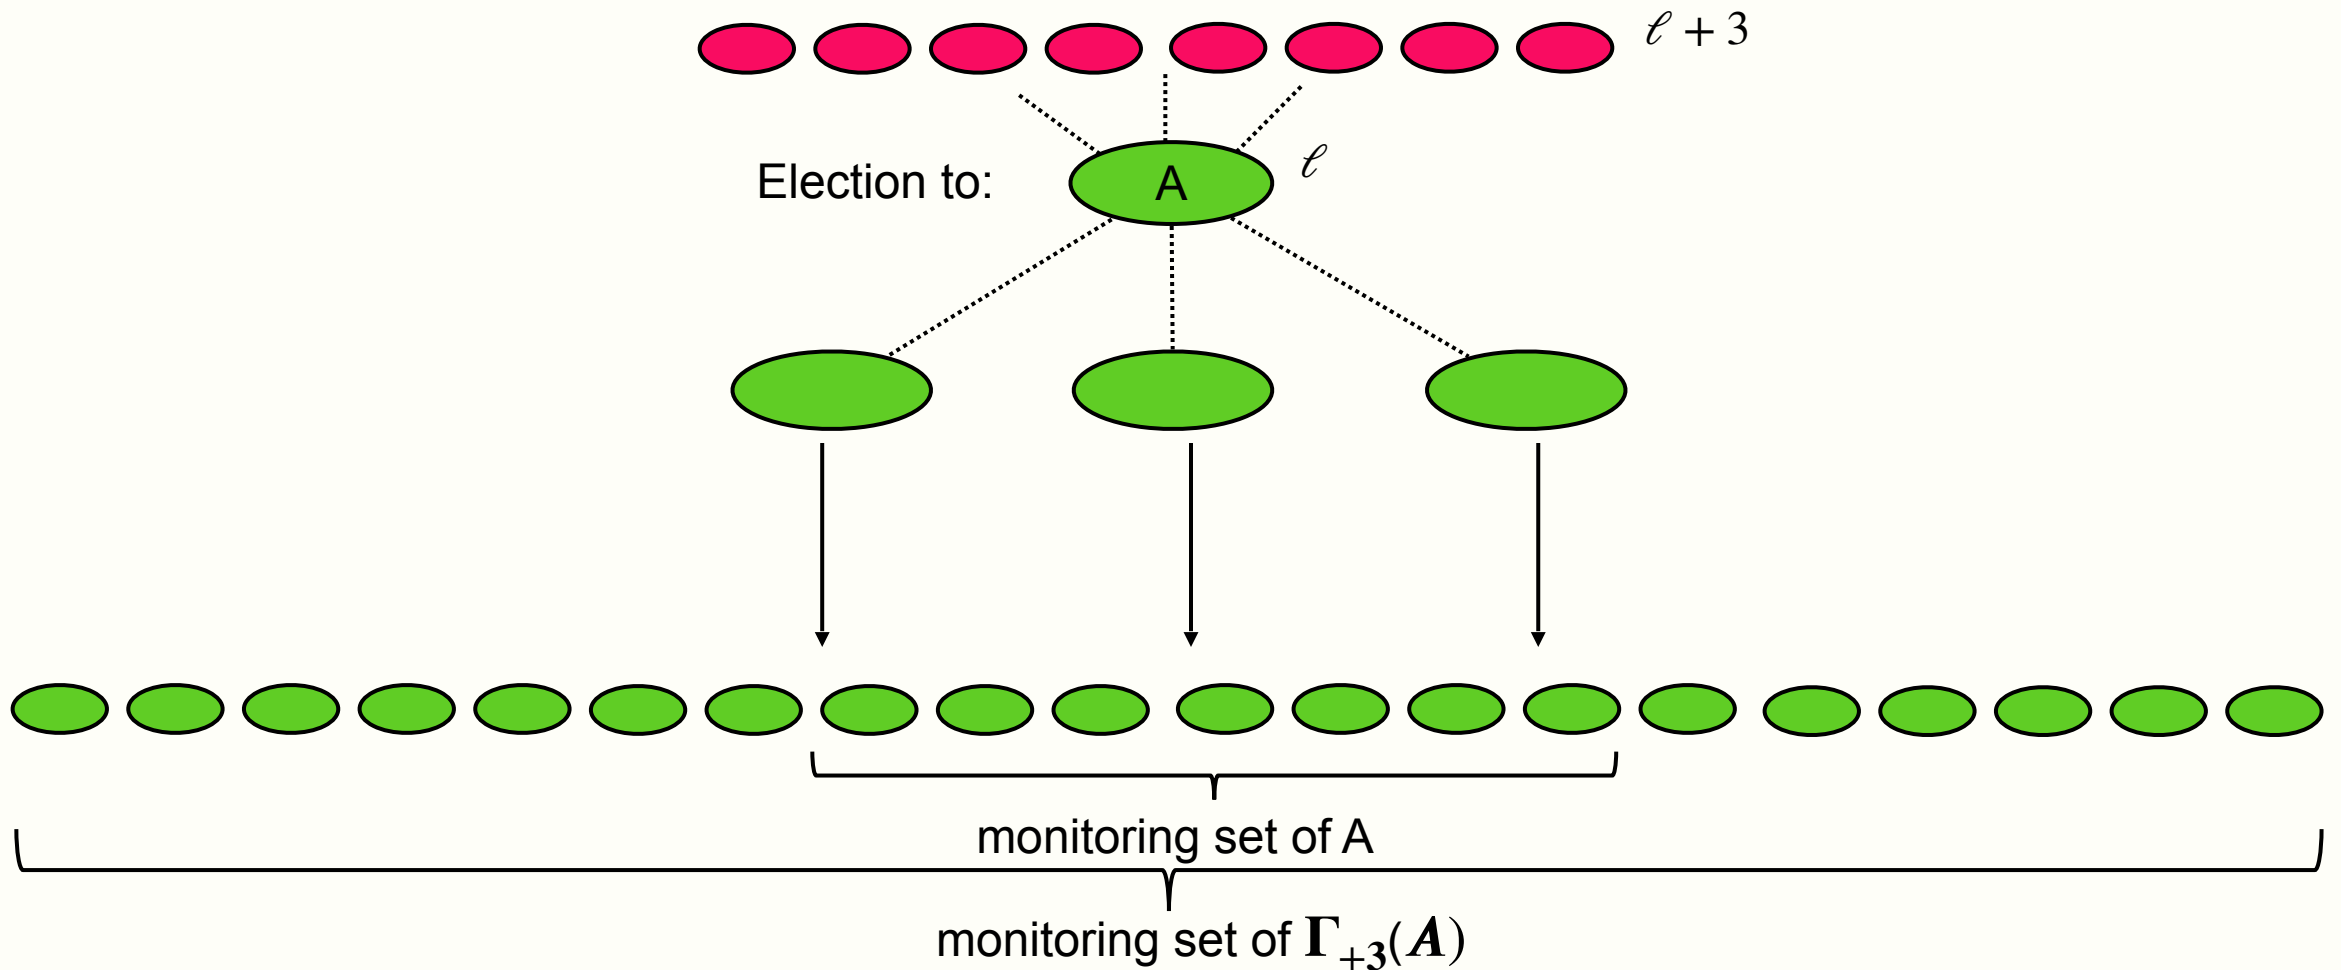 ℓ + 3
Election to:
A
ℓ
monitoring set of A
monitoring set of Γ₊₃(A)